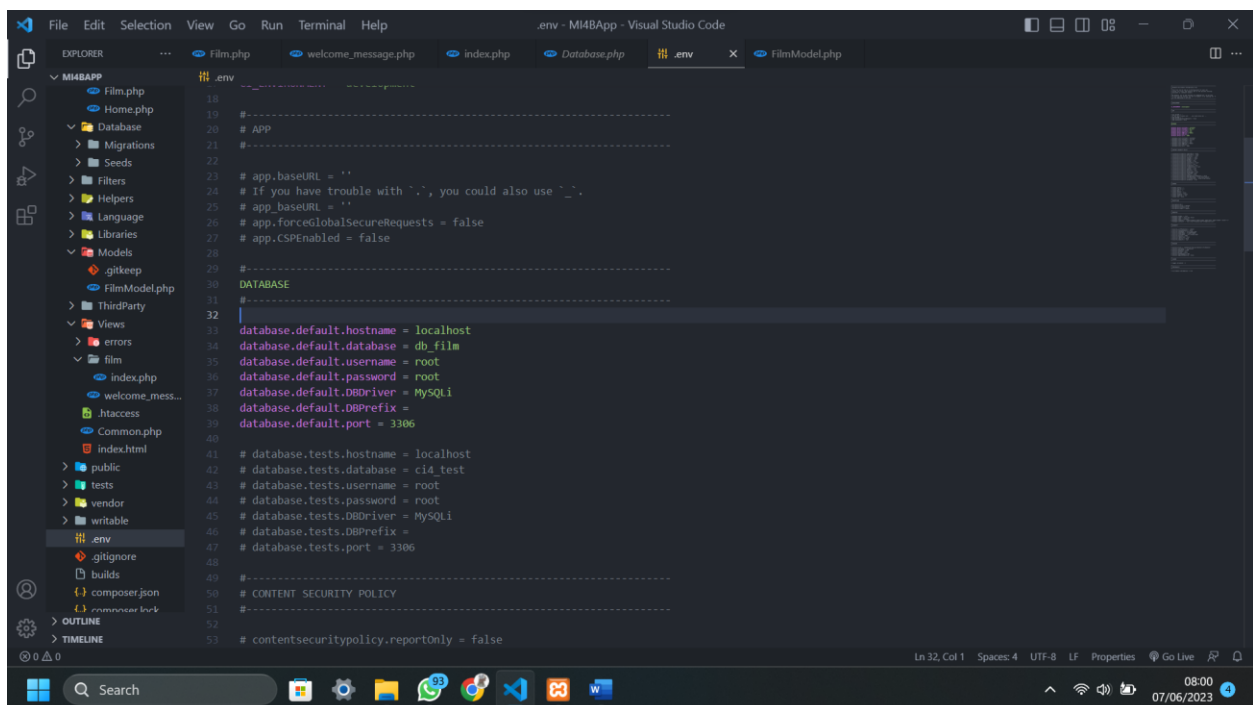 File Edit Selection View Go Run Terminal Help .env - MI4BApp - Visual Studio Code
EXPLORER ... Film.php welcome_message.php index.php Database.php .env FilmModel.php ...
MI4BAPP
Film.php
Home.php
Database
Migrations
Seeds
Filters
Helpers
Language
Libraries
Models
.gitkeep
FilmModel.php
ThirdParty
Views
errors
film
index.php
welcome_mess...
.htaccess
Common.php
index.html
public
tests
vendor
writable
.env
.gitignore
builds
composer.json
composer.lock
OUTLINE
TIMELINE
.env
18
19 #---------------------------------------------------------------------
20 # APP
21 #---------------------------------------------------------------------
22
23 # app.baseURL = ''
24 # If you have trouble with `.`, you could also use `_`.
25 # app_baseURL = ''
26 # app.forceGlobalSecureRequests = false
27 # app.CSPEnabled = false
28
29 #---------------------------------------------------------------------
30 DATABASE
31 #---------------------------------------------------------------------
32
33 database.default.hostname = localhost
34 database.default.database = db_film
35 database.default.username = root
36 database.default.password = root
37 database.default.DBDriver = MySQLi
38 database.default.DBPrefix =
39 database.default.port = 3306
40
41 # database.tests.hostname = localhost
42 # database.tests.database = ci4_test
43 # database.tests.username = root
44 # database.tests.password = root
45 # database.tests.DBDriver = MySQLi
46 # database.tests.DBPrefix =
47 # database.tests.port = 3306
48
49 #---------------------------------------------------------------------
50 # CONTENT SECURITY POLICY
51 #---------------------------------------------------------------------
52
53 # contentsecuritypolicy.reportOnly = false
0 0 Ln 32, Col 1 Spaces: 4 UTF-8 LF Properties Go Live
Search 93 08:00
07/06/2023 4